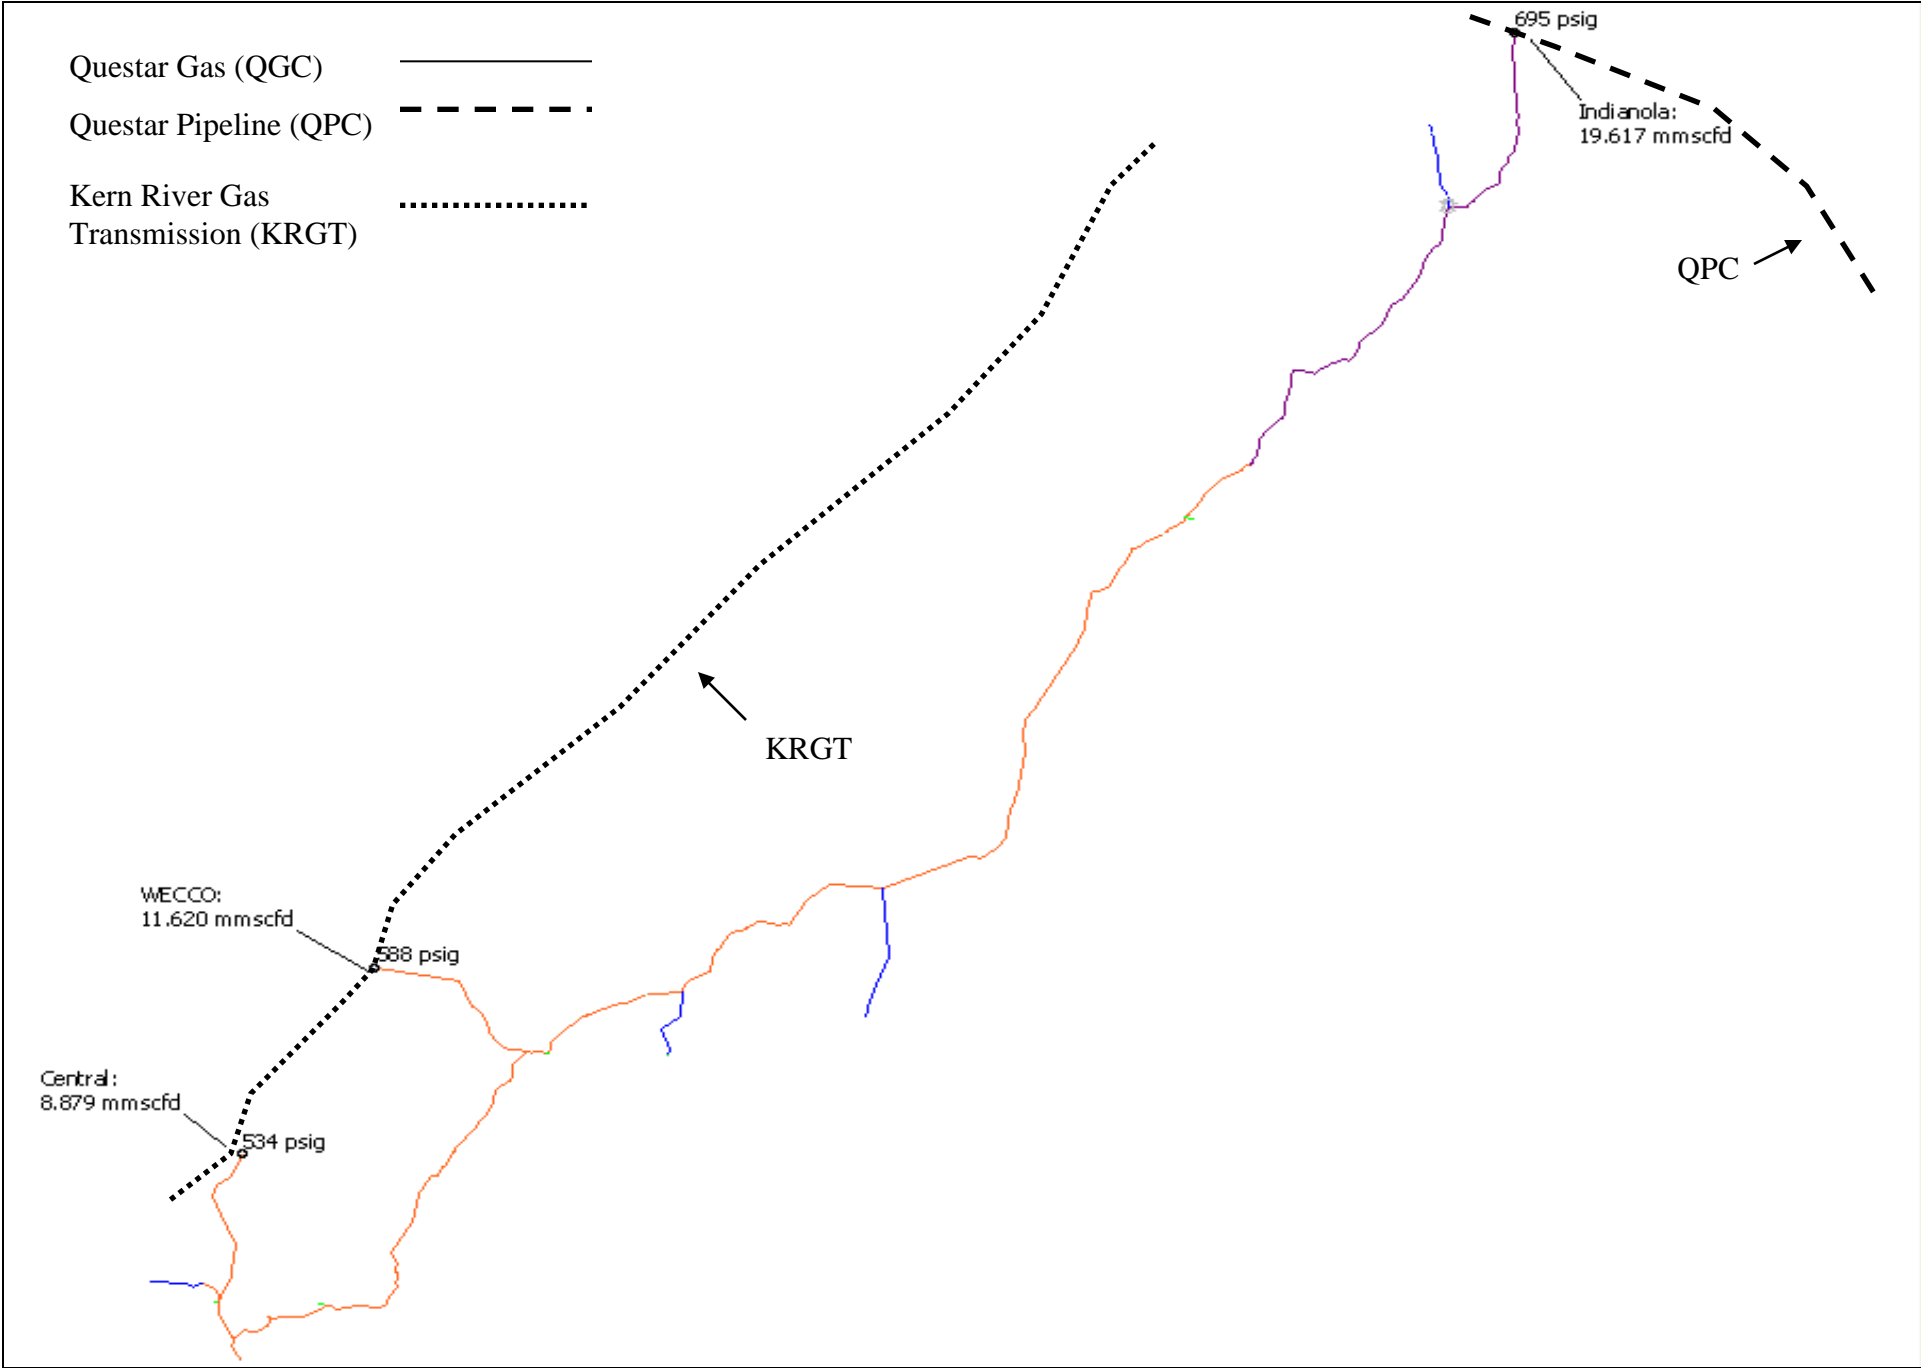 695 psig
Questar Gas (QGC)
Indianola:
19.617 mmscfd
Questar Pipeline (QPC)
Kern River Gas
Transmission (KRGT)
QPC
KRGT
WECCO:
11.620 mmscfd
588 psig
Central:
8.879 mmscfd
534 psig